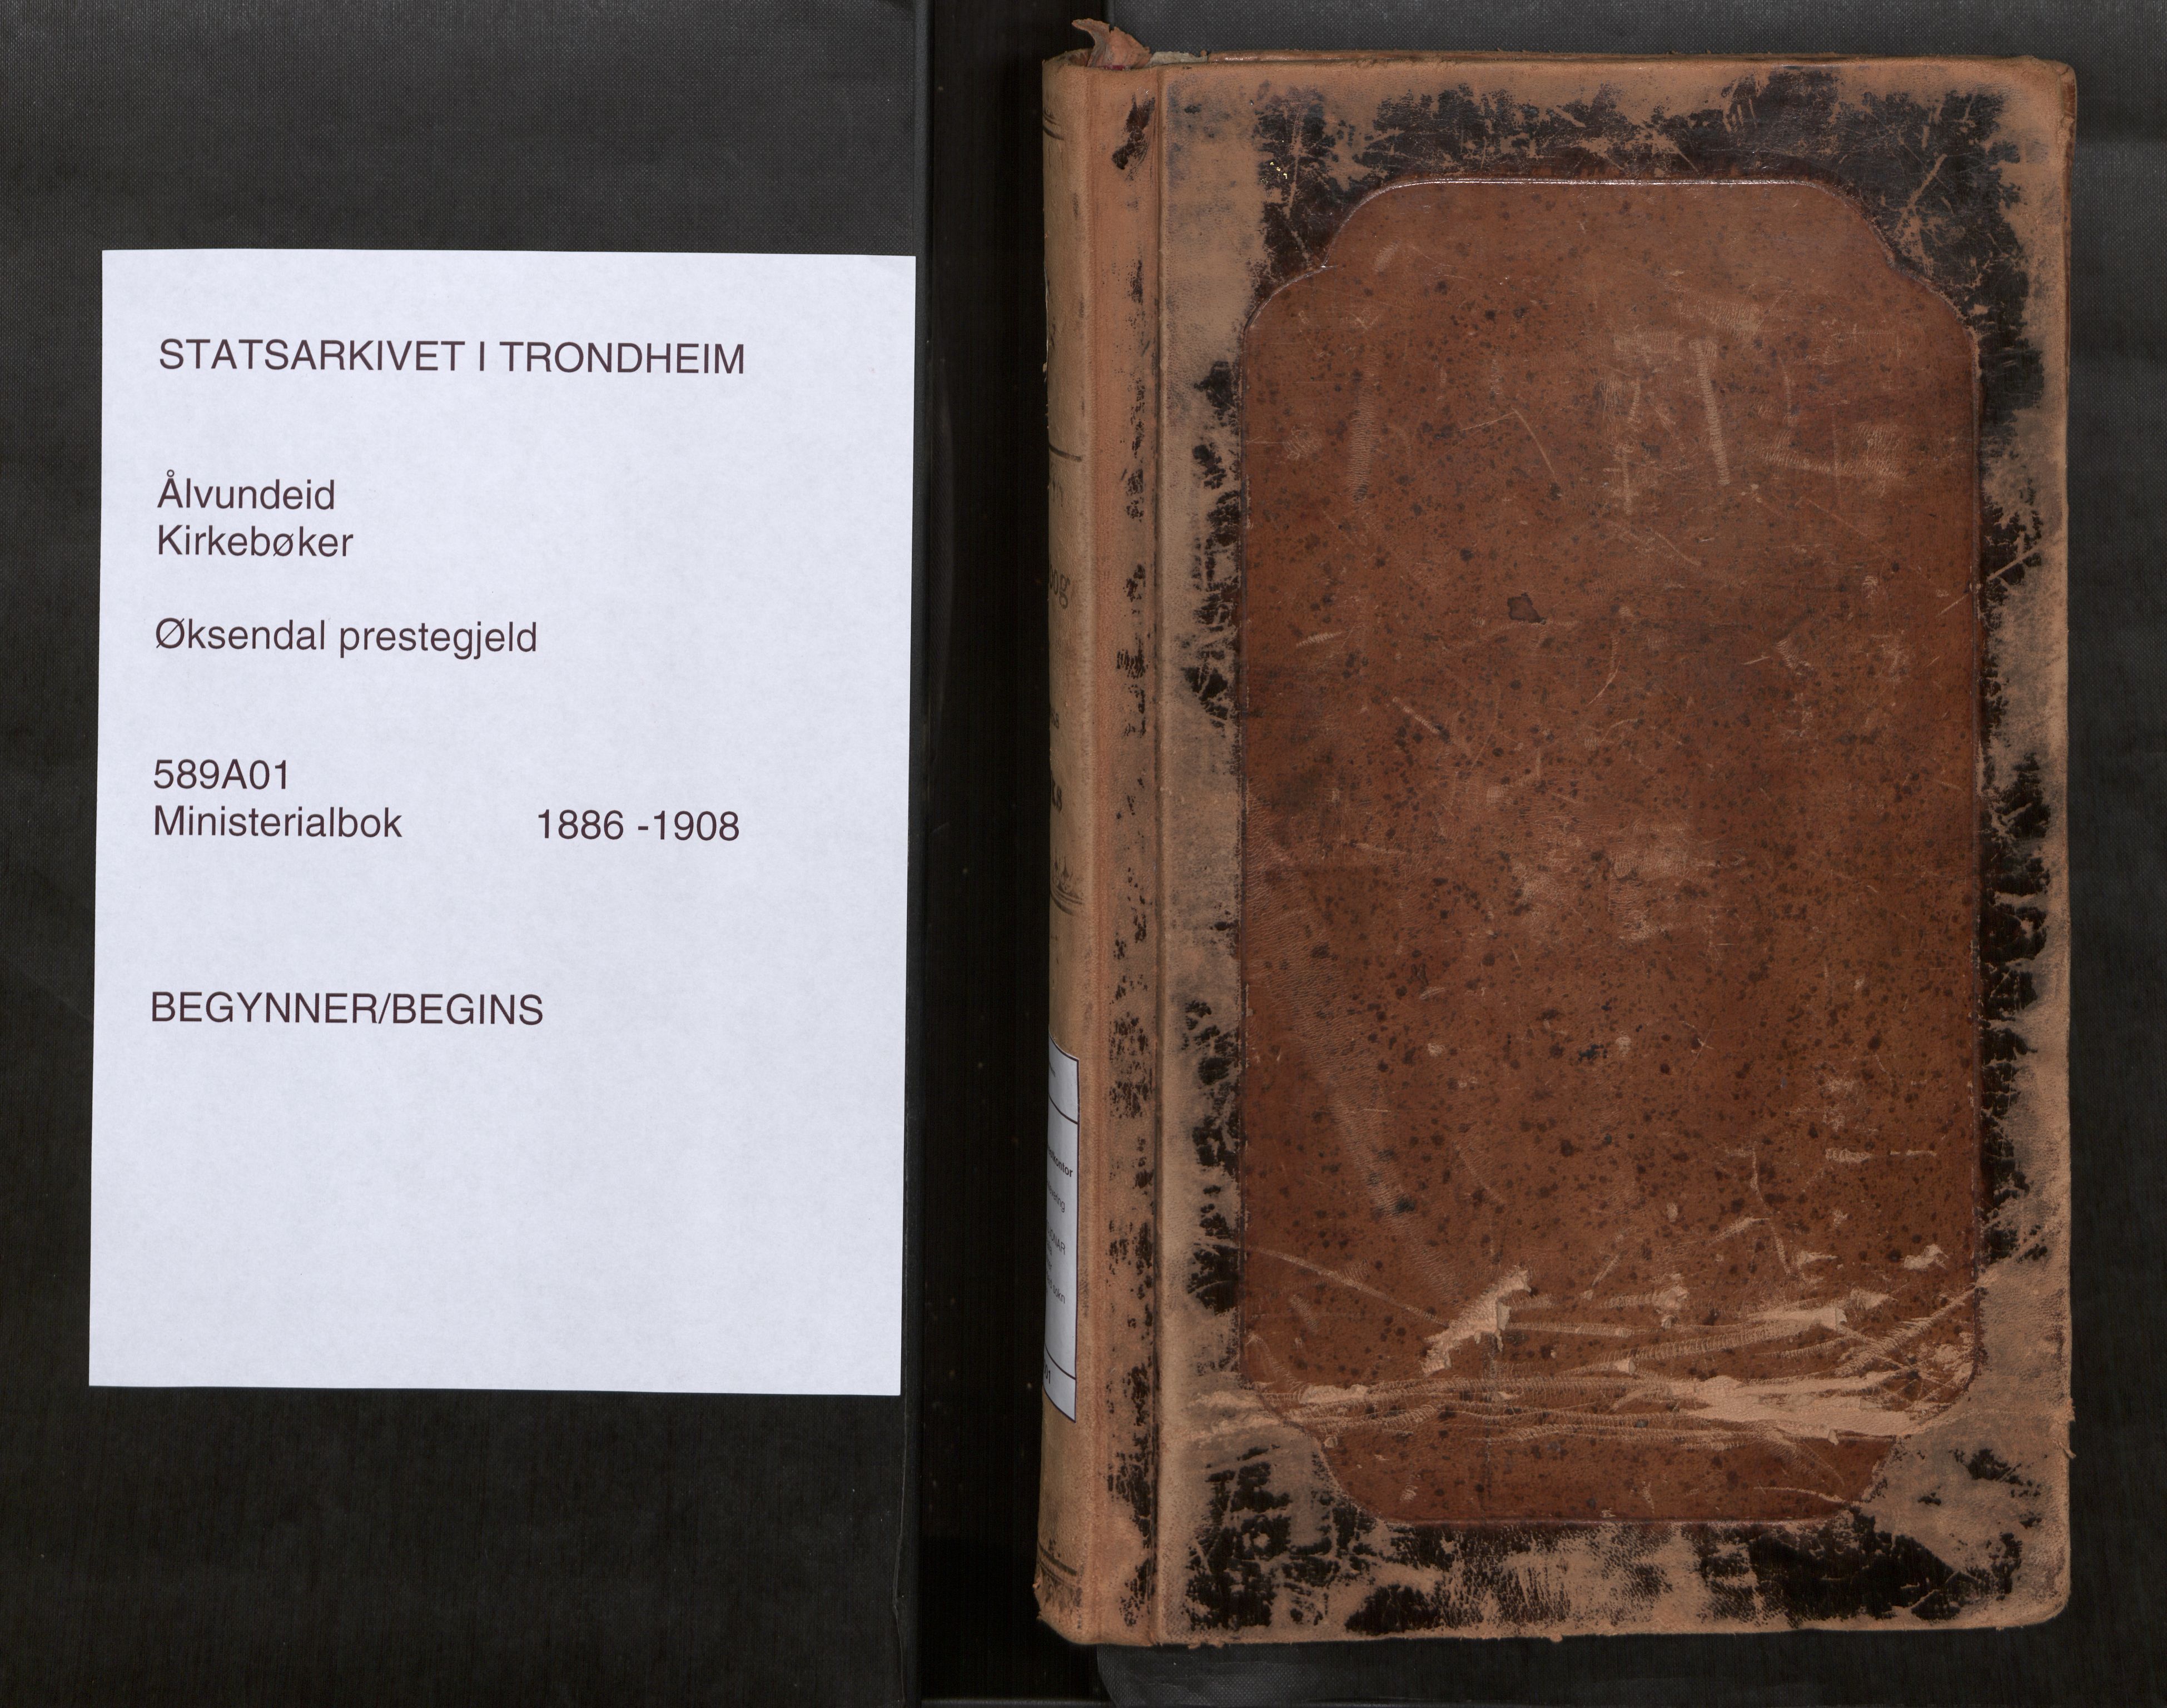 STATSARKIVET I TRONDHEIM
Ålvundeid
Kirkebøker
Øksendal prestegjeld
589A01
Ministerialbok 1886 -1908
BEGYNNER/BEGINS